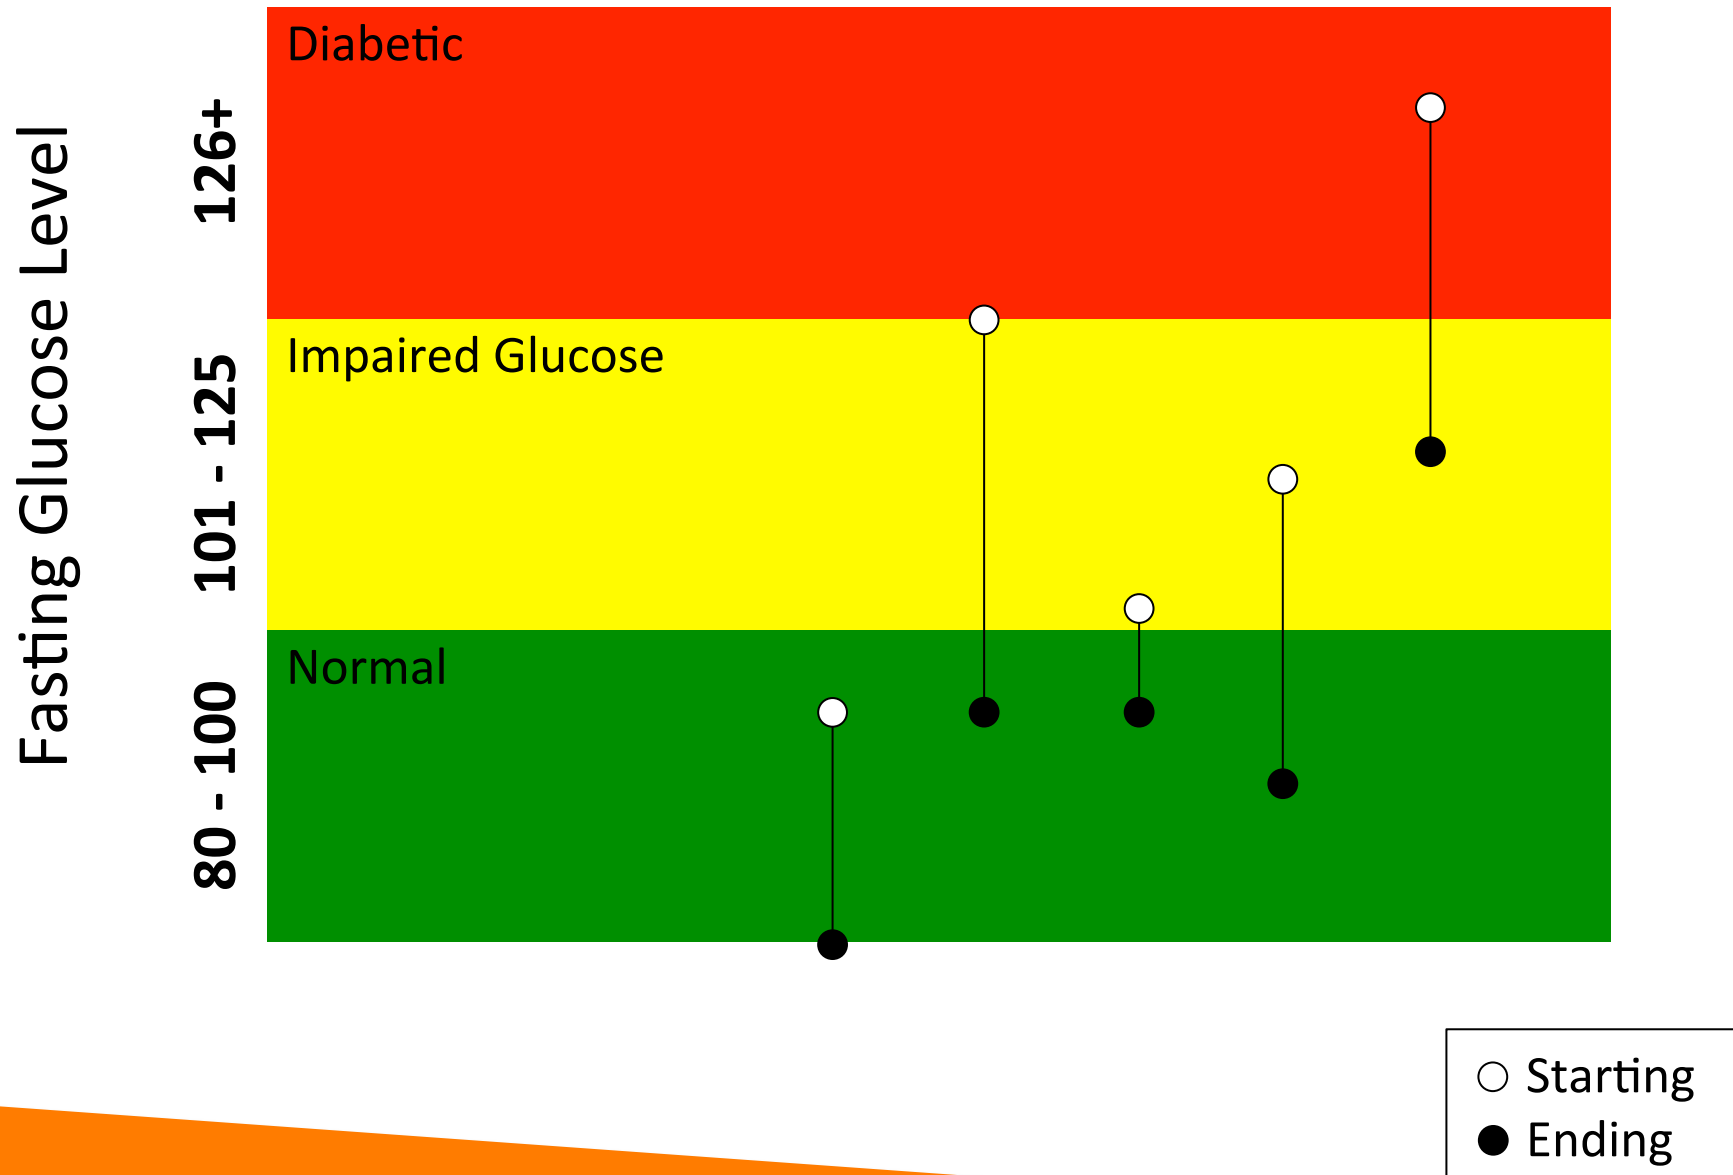 Fasting Glucose Level
126+
101 - 125
80 - 100
Diabetic
Impaired Glucose
Normal
Starting
Ending